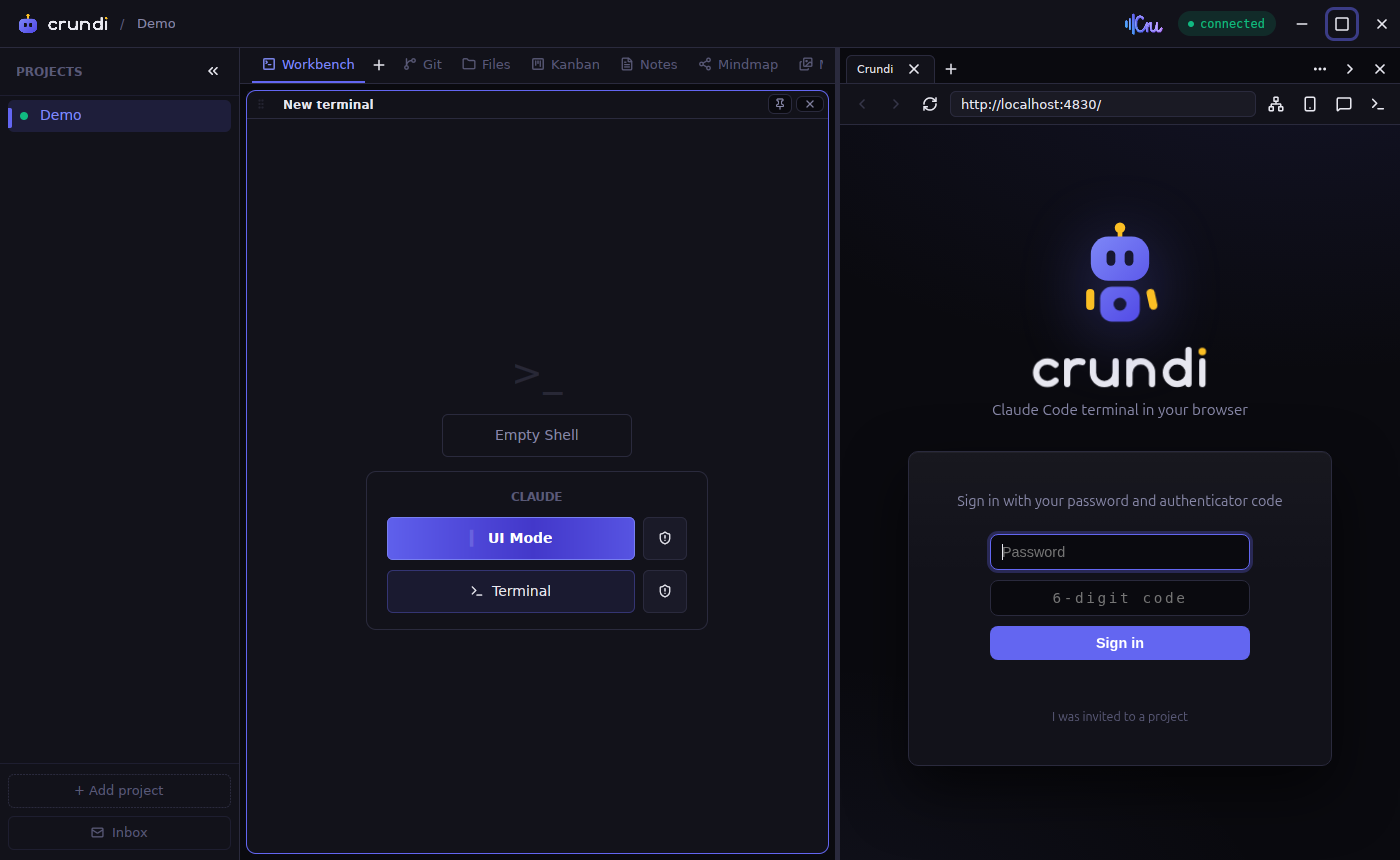 crundi / Demo
Cru
connected
PROJECTS
Workbench
Git
Files
Kanban
Notes
Mindmap
Crundi
Demo
New terminal
http://localhost:4830/
>_
Empty Shell
CLAUDE
UI Mode
Terminal
crundi
Claude Code terminal in your browser
Sign in with your password and authenticator code
Password
6-digit code
Sign in
I was invited to a project
+ Add project
Inbox